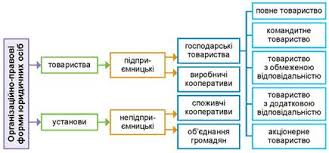 Організаційно-правові
форми юридичних осіб
товариства
установи
підпри-
ємницькі
непідпри-
ємницькі
господарські
товариства
виробничі
кооперативи
споживчі
кооперативи
об'єднання
громадян
повне товариство
командитне
товариство
товариство
з обмеженою
відповідальністю
товариство
з додатковою
відповідальністю
акціонерне
товариство